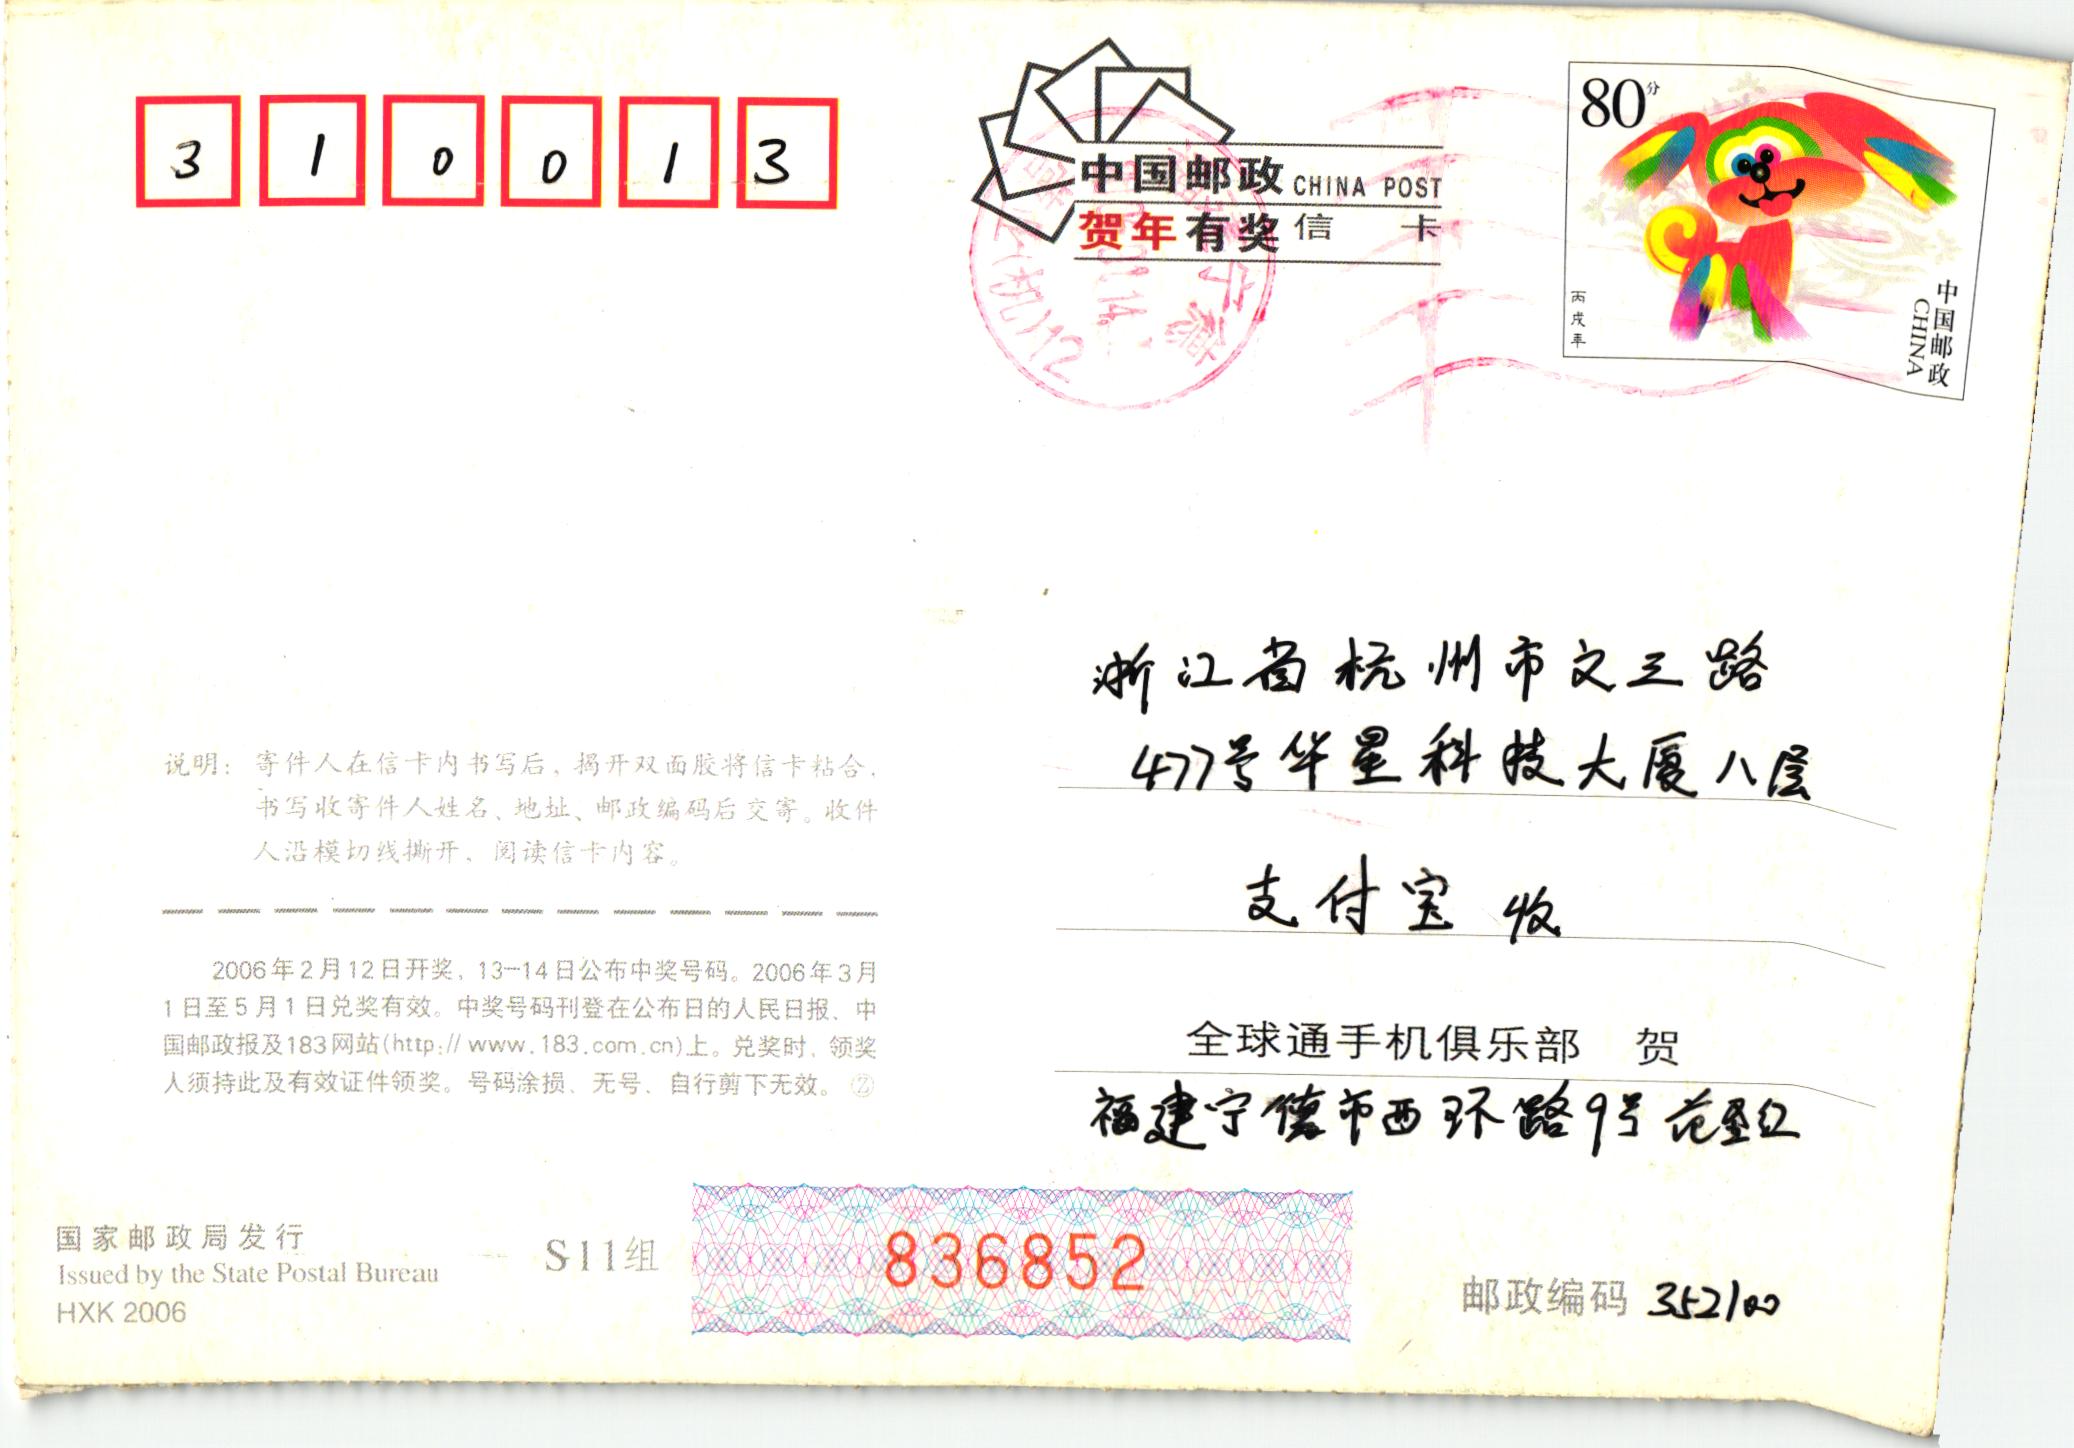 3 1 0 0 1 3
中国邮政 CHINA POST
贺年有奖信 卡
80分
丙戌年
中国邮政
CHINA
浙江省杭州市文三路
477号华星科技大厦八层
支付宝 收
全球通手机俱乐部 贺
福建宁德市西环路9号 范
邮政编码 352100
说明：寄件人在信卡内书写后，揭开双面胶将信卡粘合，
书写收寄件人姓名、地址、邮政编码后交寄。收件
人沿模切线撕开、阅读信卡内容。
2006年2月12日开奖，13-14日公布中奖号码。2006年3月
1日至5月1日兑奖有效。中奖号码刊登在公布日的人民日报、中
国邮政报及183网站(http://www.183.com.cn)上。兑奖时，领奖
人须持此及有效证件领奖。号码涂损、无号、自行剪下无效。Ⓩ
国家邮政局发行
Issued by the State Postal Bureau
HXK 2006
S11组
836852